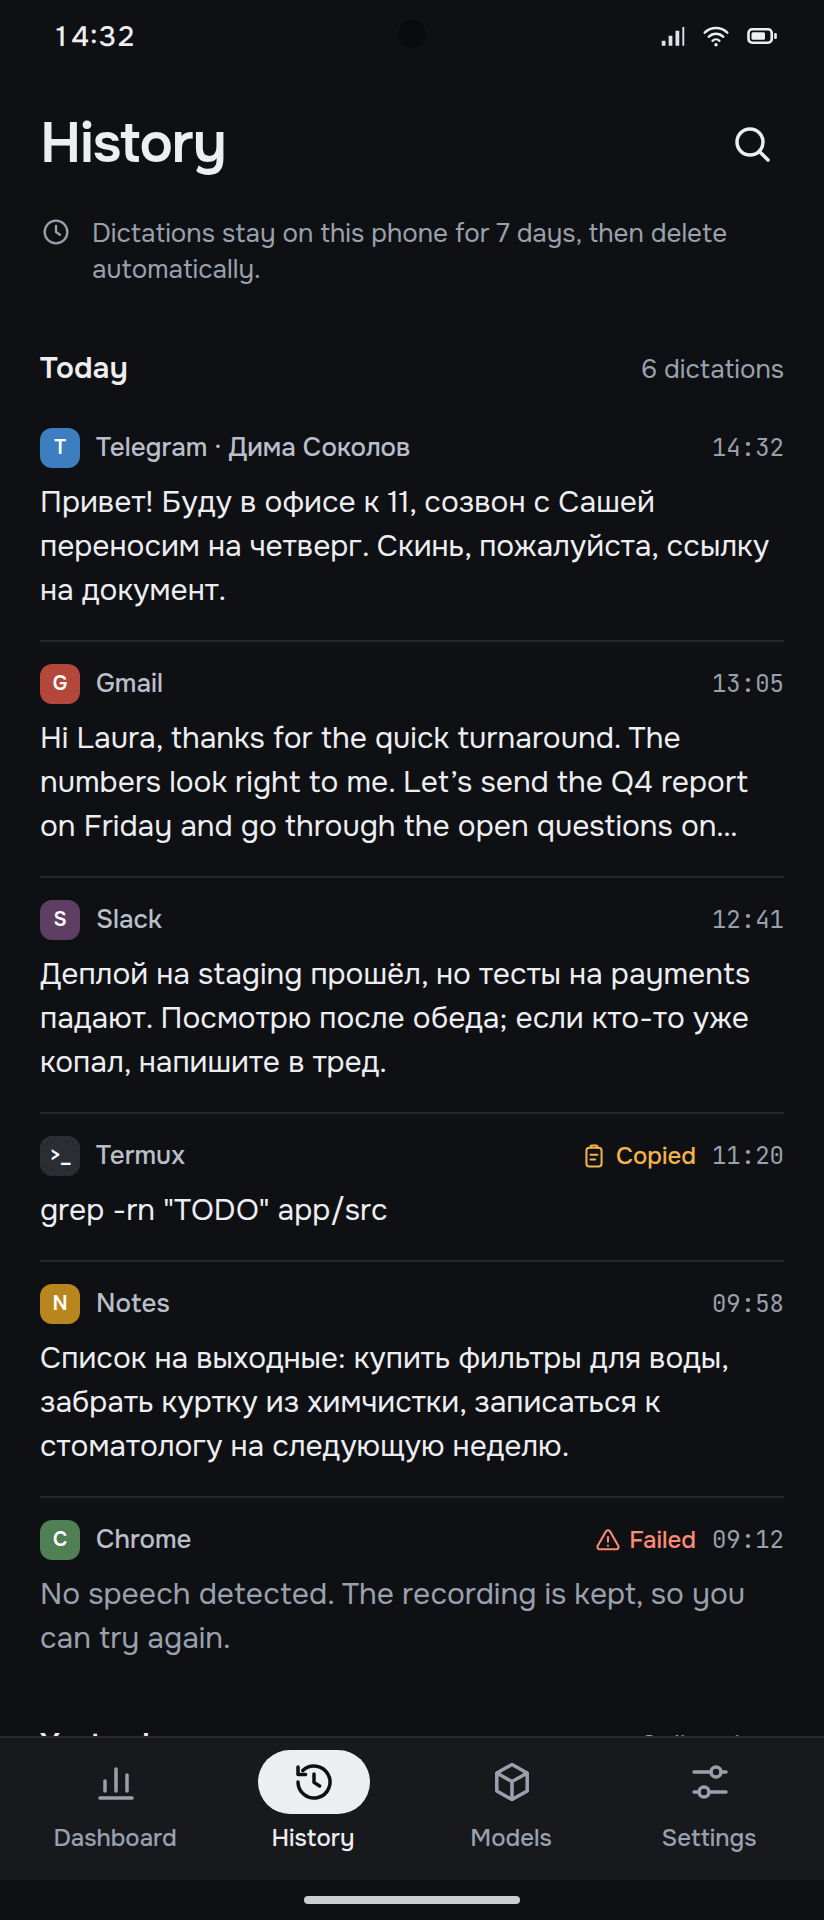 14:32
History
Dictations stay on this phone for 7 days, then delete
automatically.
Today 6 dictations
T Telegram · Дима Соколов 14:32
Привет! Буду в офисе к 11, созвон с Сашей
переносим на четверг. Скинь, пожалуйста, ссылку
на документ.
G Gmail 13:05
Hi Laura, thanks for the quick turnaround. The
numbers look right to me. Let’s send the Q4 report
on Friday and go through the open questions on…
S Slack 12:41
Деплой на staging прошёл, но тесты на payments
падают. Посмотрю после обеда; если кто-то уже
копал, напишите в тред.
>_ Termux Copied 11:20
grep -rn "TODO" app/src
N Notes 09:58
Список на выходные: купить фильтры для воды,
забрать куртку из химчистки, записаться к
стоматологу на следующую неделю.
C Chrome Failed 09:12
No speech detected. The recording is kept, so you
can try again.
Dashboard History Models Settings